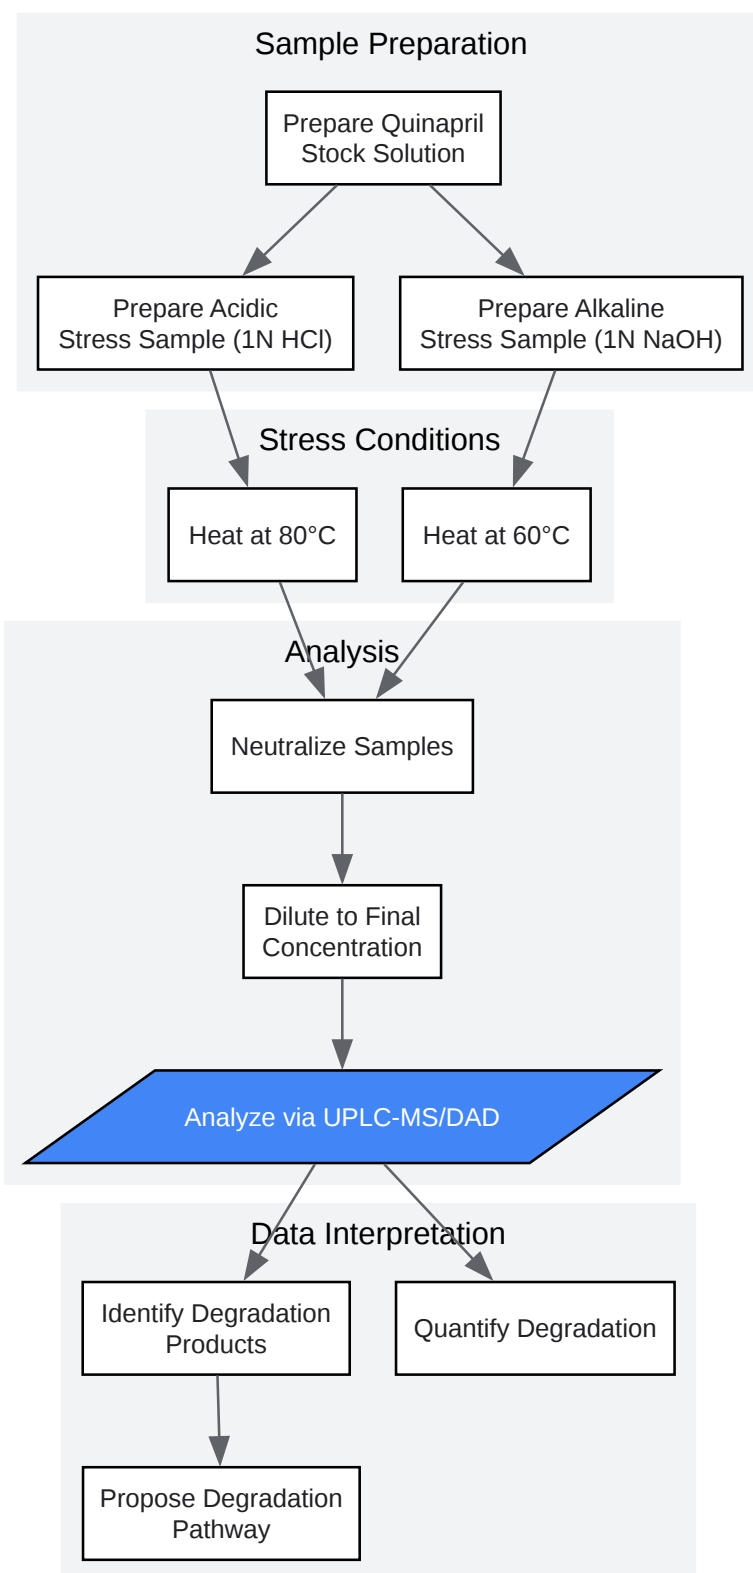 Sample Preparation
Prepare Quinapril
Stock Solution
Prepare Acidic
Stress Sample (1N HCl)
Prepare Alkaline
Stress Sample (1N NaOH)
Stress Conditions
Heat at 80°C
Heat at 60°C
Analysis
Neutralize Samples
Dilute to Final
Concentration
Analyze via UPLC-MS/DAD
Data Interpretation
Identify Degradation
Products
Quantify Degradation
Propose Degradation
Pathway